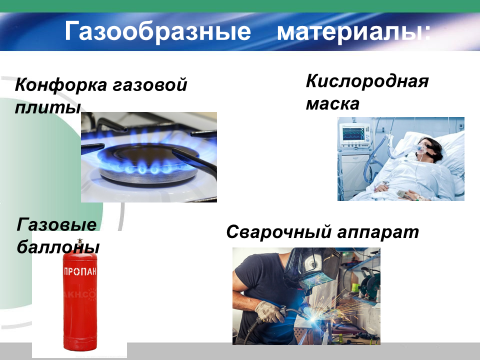 Газообразные материалы:
Конфорка газовой
плиты
Кислородная
маска
Газовые
баллоны
Сварочный аппарат
ПРОПАН